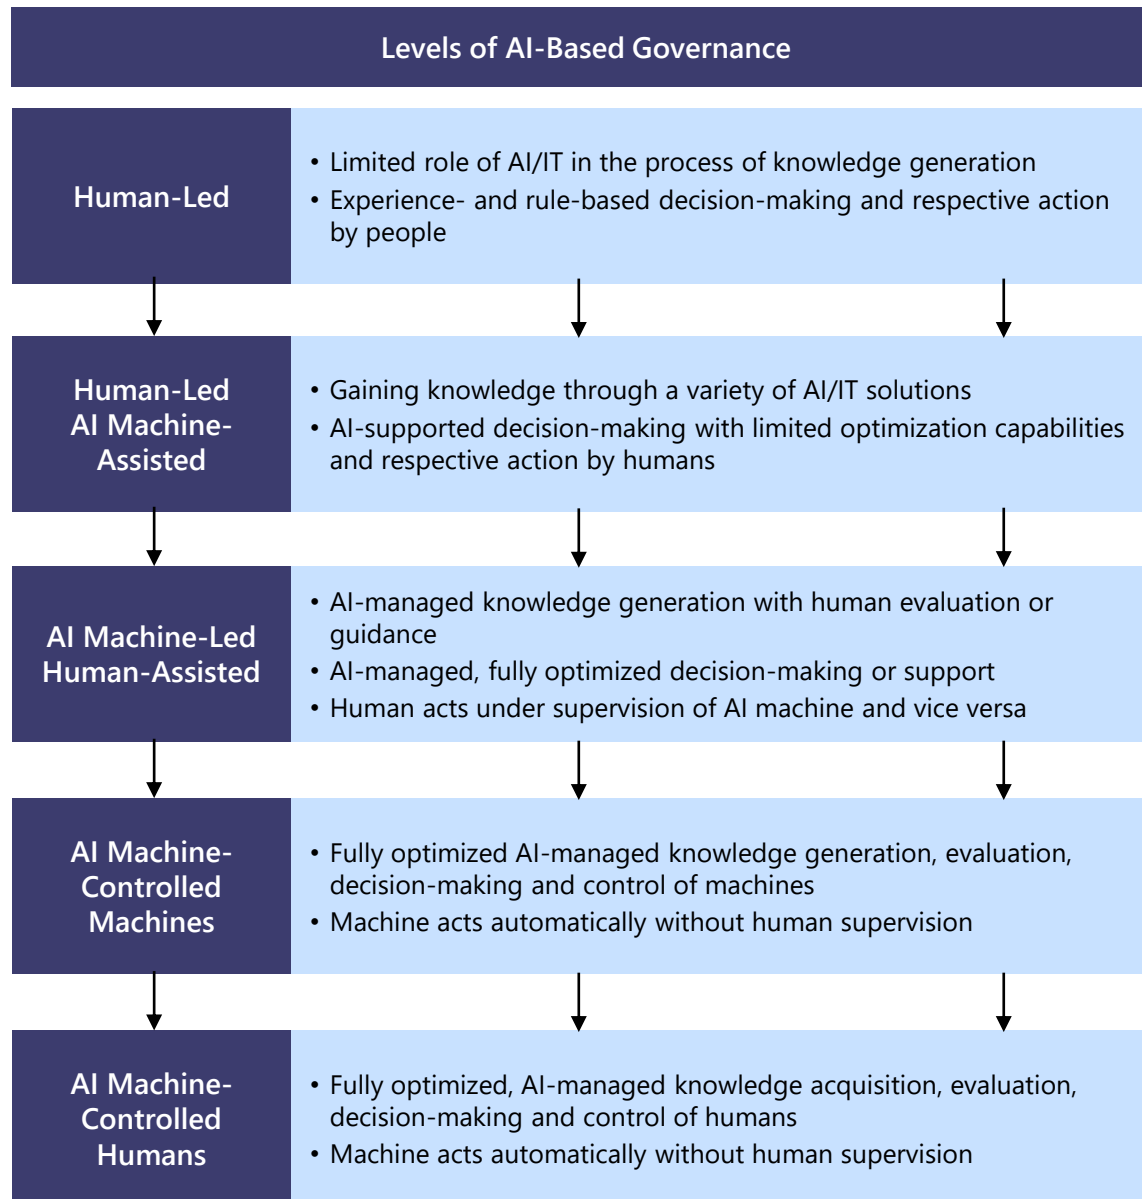 Levels of AI-Based Governance
Human-Led
• Limited role of AI/IT in the process of knowledge generation
• Experience- and rule-based decision-making and respective action
by people
Human-Led
AI Machine-
Assisted
• Gaining knowledge through a variety of AI/IT solutions
• AI-supported decision-making with limited optimization capabilities
and respective action by humans
AI Machine-Led
Human-Assisted
• AI-managed knowledge generation with human evaluation or
guidance
• AI-managed, fully optimized decision-making or support
• Human acts under supervision of AI machine and vice versa
AI Machine-
Controlled
Machines
• Fully optimized AI-managed knowledge generation, evaluation,
decision-making and control of machines
• Machine acts automatically without human supervision
AI Machine-
Controlled
Humans
• Fully optimized, AI-managed knowledge acquisition, evaluation,
decision-making and control of humans
• Machine acts automatically without human supervision